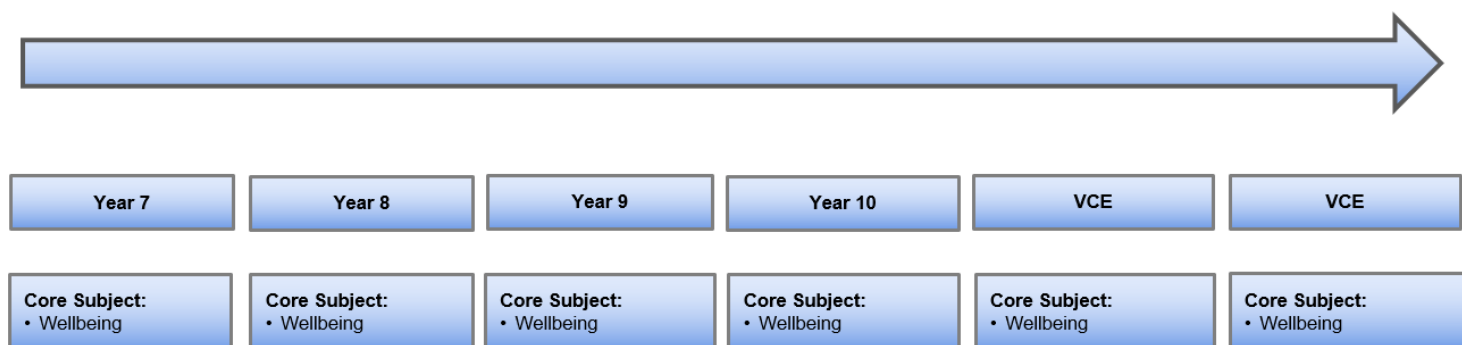 Year 7
Year 8
Year 9
Year 10
VCE
VCE
Core Subject:
• Wellbeing
Core Subject:
• Wellbeing
Core Subject:
• Wellbeing
Core Subject:
• Wellbeing
Core Subject:
• Wellbeing
Core Subject:
• Wellbeing